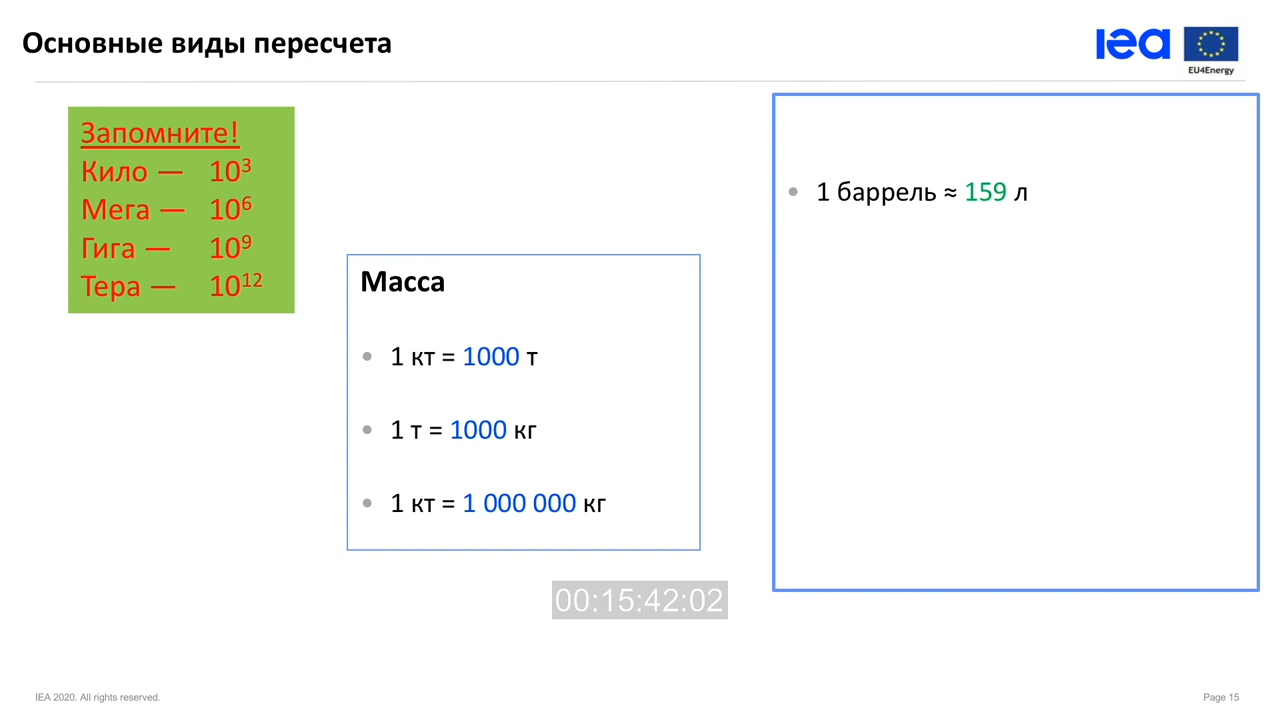 Основные виды пересчета
iea
EU4Energy
Запомните!
Кило — 10³
Мега — 10⁶
Гига — 10⁹
Тера — 10¹²
Масса
• 1 кт = 1000 т
• 1 т = 1000 кг
• 1 кт = 1 000 000 кг
• 1 баррель ≈ 159 л
00:15:42:02
IEA 2020. All rights reserved.
Page 15